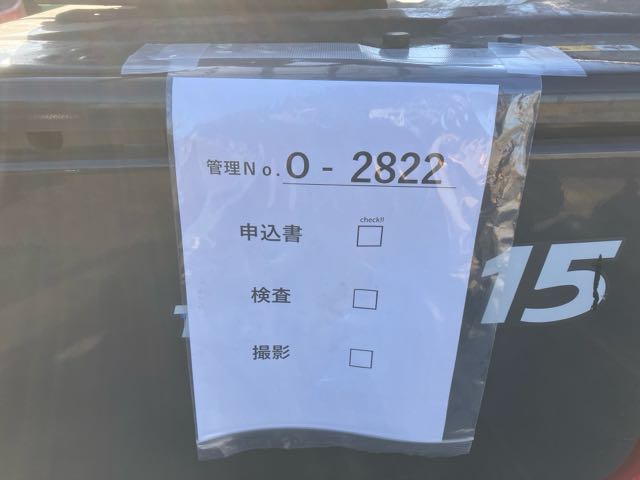 管理No. O - 2822
check!!
申込書 □
検査 □
撮影 □
15